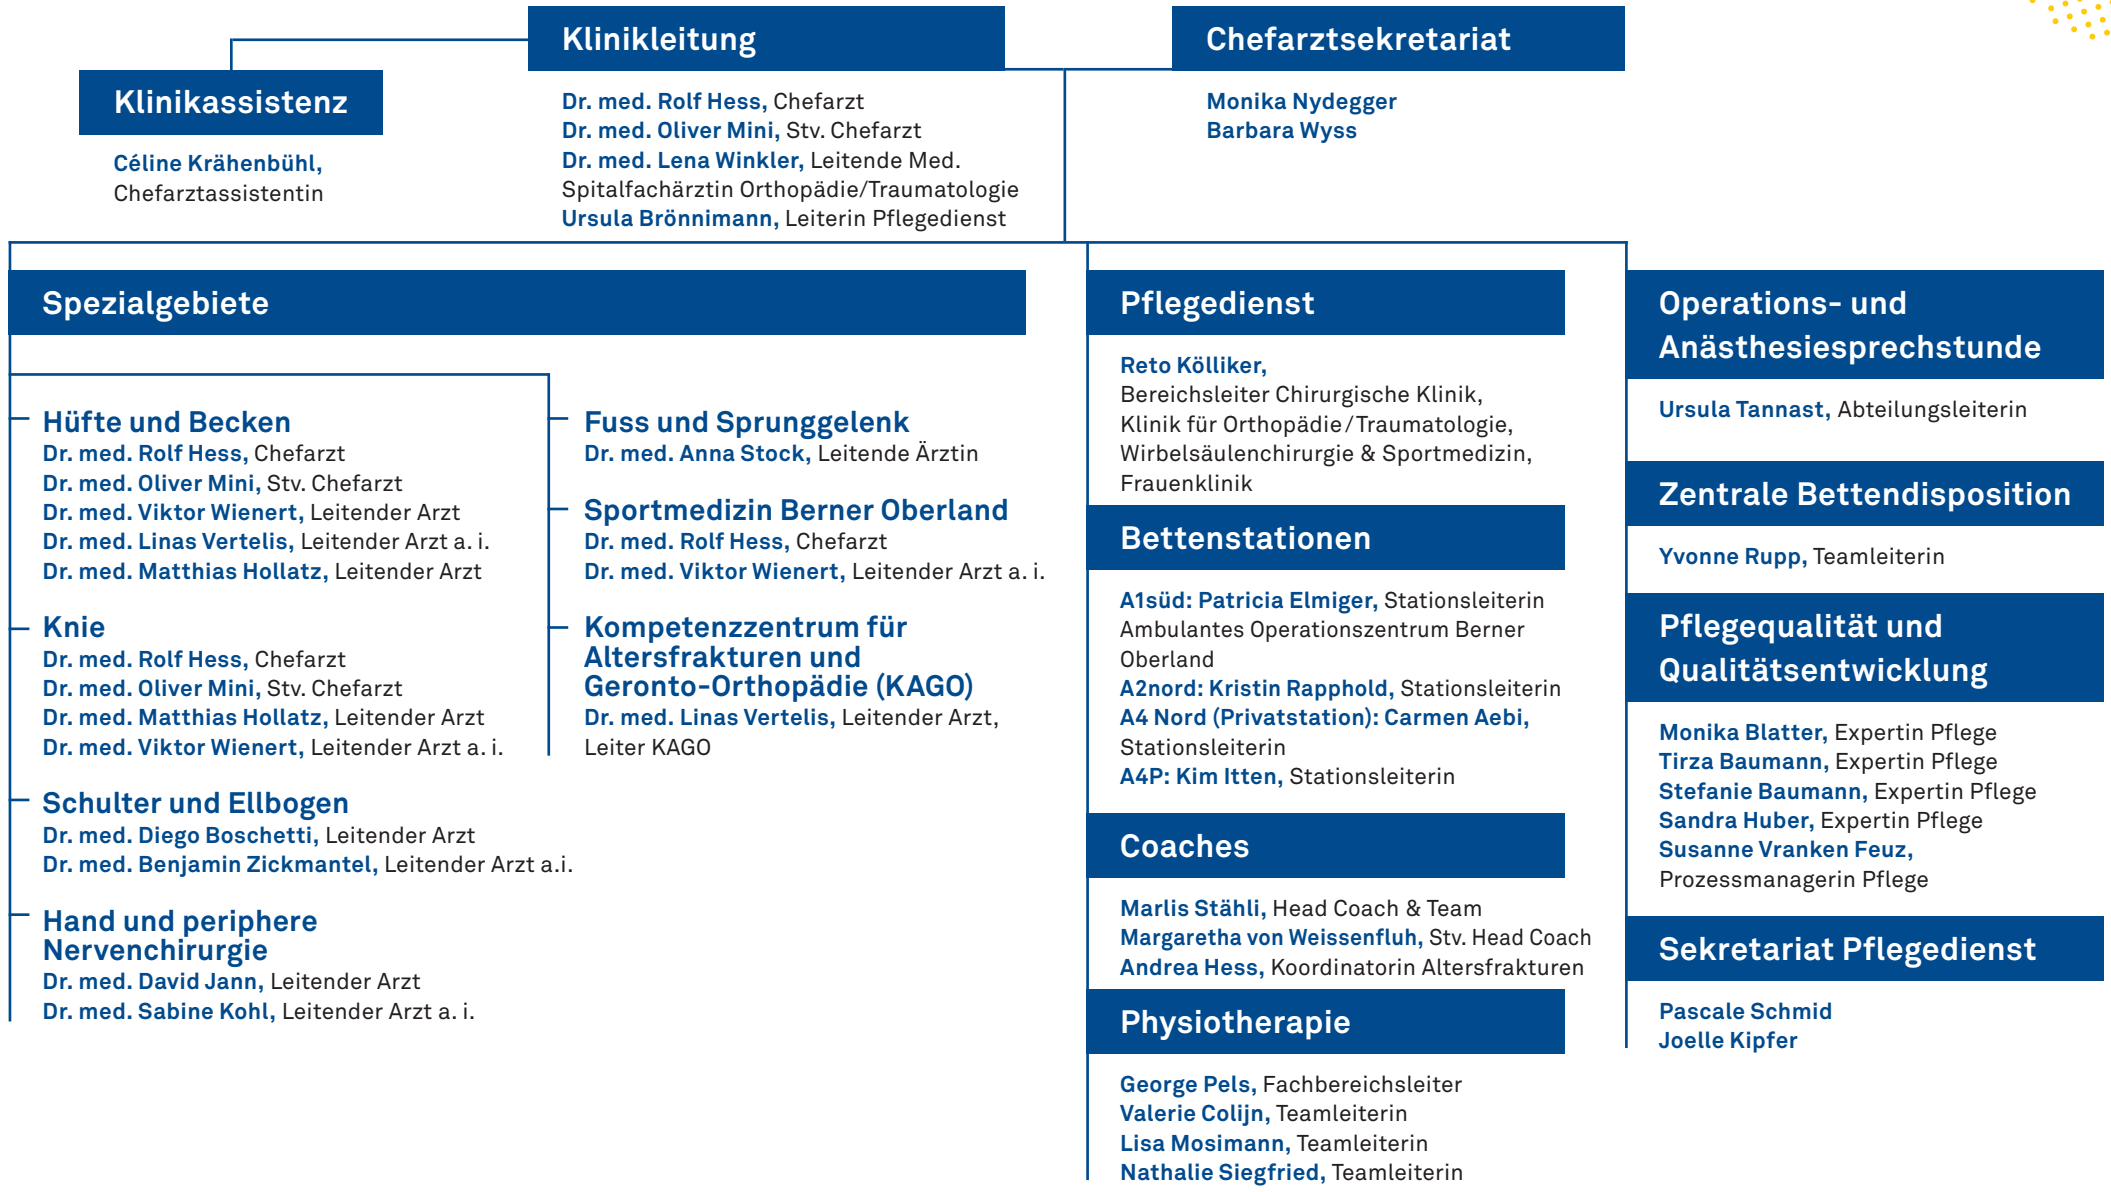 Klinikleitung
Dr. med. Rolf Hess, Chefarzt
Dr. med. Oliver Mini, Stv. Chefarzt
Dr. med. Lena Winkler, Leitende Med.
Spitalfachärztin Orthopädie/Traumatologie
Ursula Brönnimann, Leiterin Pflegedienst
Chefarztsekretariat
Monika Nydegger
Barbara Wyss
Klinikassistenz
Céline Krähenbühl,
Chefarztassistentin
Spezialgebiete
Hüfte und Becken
Dr. med. Rolf Hess, Chefarzt
Dr. med. Oliver Mini, Stv. Chefarzt
Dr. med. Viktor Wienert, Leitender Arzt
Dr. med. Linas Vertelis, Leitender Arzt a. i.
Dr. med. Matthias Hollatz, Leitender Arzt
Knie
Dr. med. Rolf Hess, Chefarzt
Dr. med. Oliver Mini, Stv. Chefarzt
Dr. med. Matthias Hollatz, Leitender Arzt
Dr. med. Viktor Wienert, Leitender Arzt a. i.
Schulter und Ellbogen
Dr. med. Diego Boschetti, Leitender Arzt
Dr. med. Benjamin Zickmantel, Leitender Arzt a.i.
Hand und periphere
Nervenchirurgie
Dr. med. David Jann, Leitender Arzt
Dr. med. Sabine Kohl, Leitender Arzt a. i.
Fuss und Sprunggelenk
Dr. med. Anna Stock, Leitende Ärztin
Sportmedizin Berner Oberland
Dr. med. Rolf Hess, Chefarzt
Dr. med. Viktor Wienert, Leitender Arzt a. i.
Kompetenzzentrum für
Altersfrakturen und
Geronto-Orthopädie (KAGO)
Dr. med. Linas Vertelis, Leitender Arzt,
Leiter KAGO
Pflegedienst
Reto Kölliker,
Bereichsleiter Chirurgische Klinik,
Klinik für Orthopädie/Traumatologie,
Wirbelsäulenchirurgie & Sportmedizin,
Frauenklinik
Bettenstationen
A1süd: Patricia Elmiger, Stationsleiterin
Ambulantes Operationszentrum Berner
Oberland
A2nord: Kristin Rapphold, Stationsleiterin
A4 Nord (Privatstation): Carmen Aebi,
Stationsleiterin
A4P: Kim Itten, Stationsleiterin
Coaches
Marlis Stähli, Head Coach & Team
Margaretha von Weissenfluh, Stv. Head Coach
Andrea Hess, Koordinatorin Altersfrakturen
Physiotherapie
George Pels, Fachbereichsleiter
Valerie Colijn, Teamleiterin
Lisa Mosimann, Teamleiterin
Nathalie Siegfried, Teamleiterin
Operations- und
Anästhesiesprechstunde
Ursula Tannast, Abteilungsleiterin
Zentrale Bettendisposition
Yvonne Rupp, Teamleiterin
Pflegequalität und
Qualitätsentwicklung
Monika Blatter, Expertin Pflege
Tirza Baumann, Expertin Pflege
Stefanie Baumann, Expertin Pflege
Sandra Huber, Expertin Pflege
Susanne Vranken Feuz,
Prozessmanagerin Pflege
Sekretariat Pflegedienst
Pascale Schmid
Joelle Kipfer